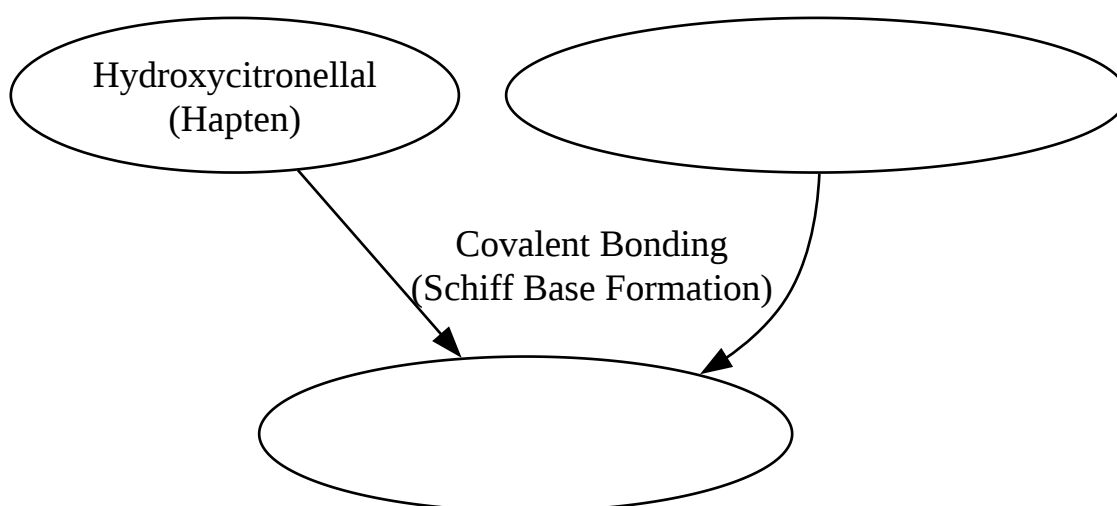 Hydroxycitronellal
(Hapten)
Covalent Bonding
(Schiff Base Formation)